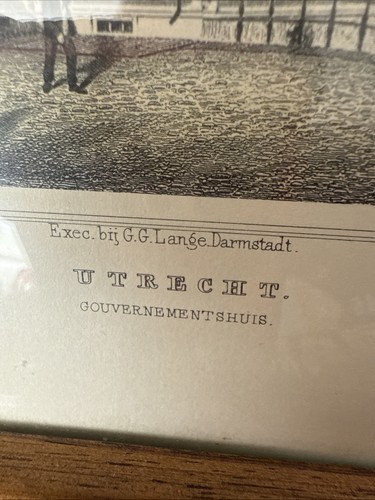 Exec. bij G.G. Lange. Darmstadt.
UTRECHT.
GOUVERNEMENTSHUIS.